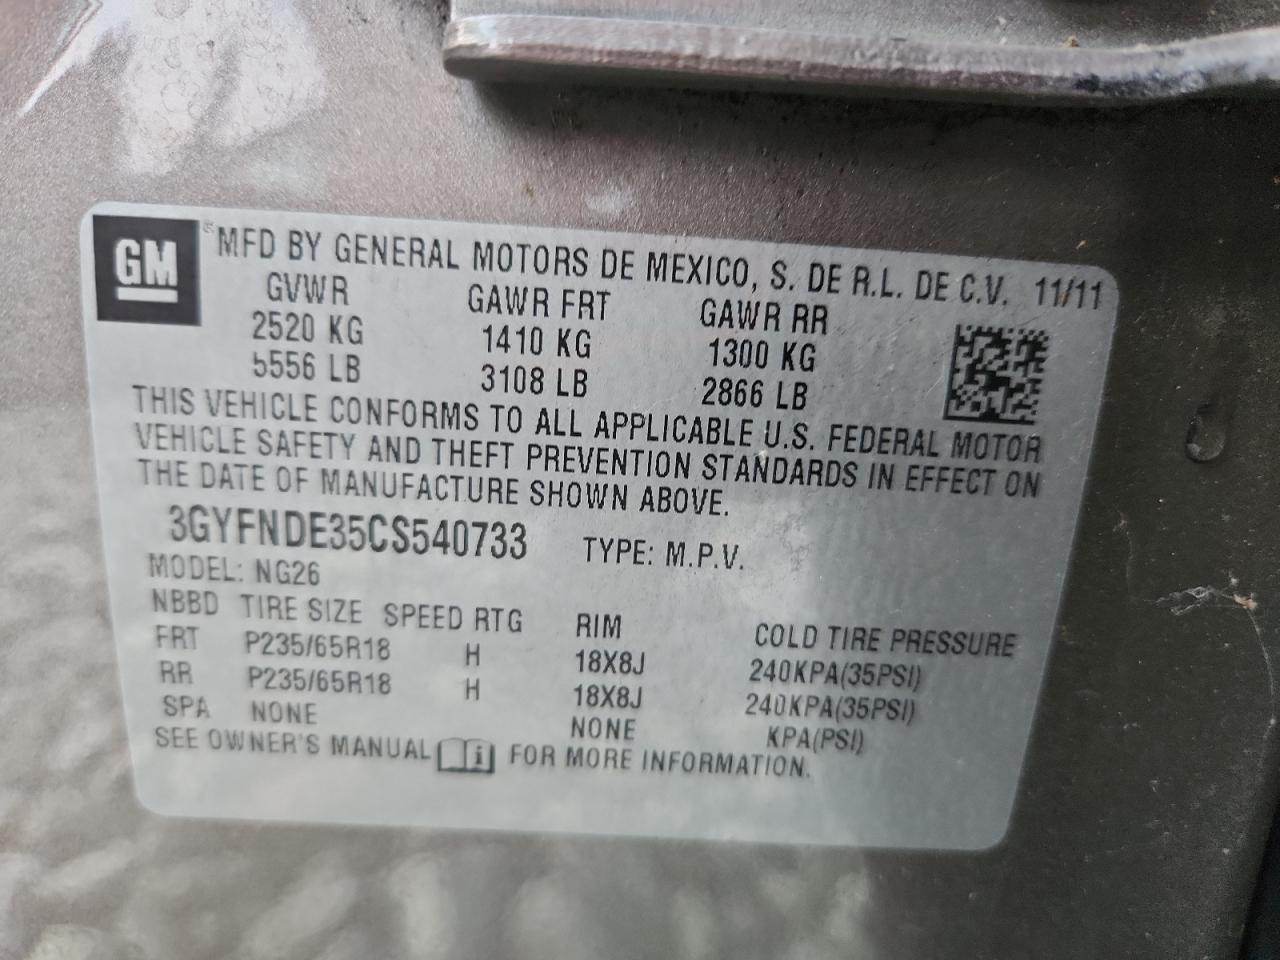 GM
MFD BY GENERAL MOTORS DE MEXICO, S. DE R.L. DE C.V. 11/11
GVWR GAWR FRT GAWR RR
2520 KG 1410 KG 1300 KG
5556 LB 3108 LB 2866 LB
THIS VEHICLE CONFORMS TO ALL APPLICABLE U.S. FEDERAL MOTOR
VEHICLE SAFETY AND THEFT PREVENTION STANDARDS IN EFFECT ON
THE DATE OF MANUFACTURE SHOWN ABOVE.
3GYFNDE35CS540733 TYPE: M.P.V.
MODEL: NG26
NBBD TIRE SIZE SPEED RTG RIM COLD TIRE PRESSURE
FRT P235/65R18 H 18X8J 240KPA(35PSI)
RR P235/65R18 H 18X8J 240KPA(35PSI)
SPA NONE NONE KPA(PSI)
SEE OWNER'S MANUAL i FOR MORE INFORMATION.